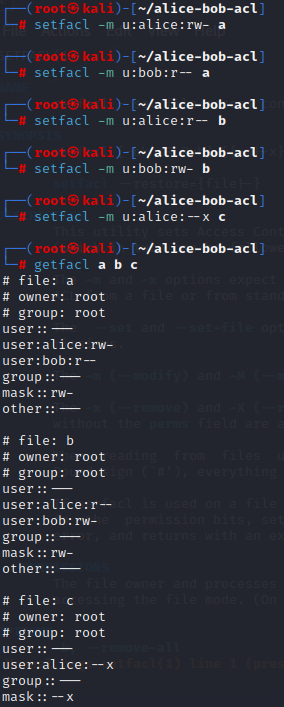 ┌──(root㉿kali)-[~/alice-bob-acl]
└─# setfacl -m u:alice:rw- a
┌──(root㉿kali)-[~/alice-bob-acl]
└─# setfacl -m u:bob:r-- a
┌──(root㉿kali)-[~/alice-bob-acl]
└─# setfacl -m u:alice:r-- b
┌──(root㉿kali)-[~/alice-bob-acl]
└─# setfacl -m u:bob:rw- b
┌──(root㉿kali)-[~/alice-bob-acl]
└─# setfacl -m u:alice:--x c
┌──(root㉿kali)-[~/alice-bob-acl]
└─# getfacl a b c
# file: a
# owner: root
# group: root
user::---
user:alice:rw-
user:bob:r--
group::---
mask::rw-
other::---
# file: b
# owner: root
# group: root
user::---
user:alice:r--
user:bob:rw-
group::---
mask::rw-
other::---
# file: c
# owner: root
# group: root
user::---
user:alice:--x
group::---
mask::--x